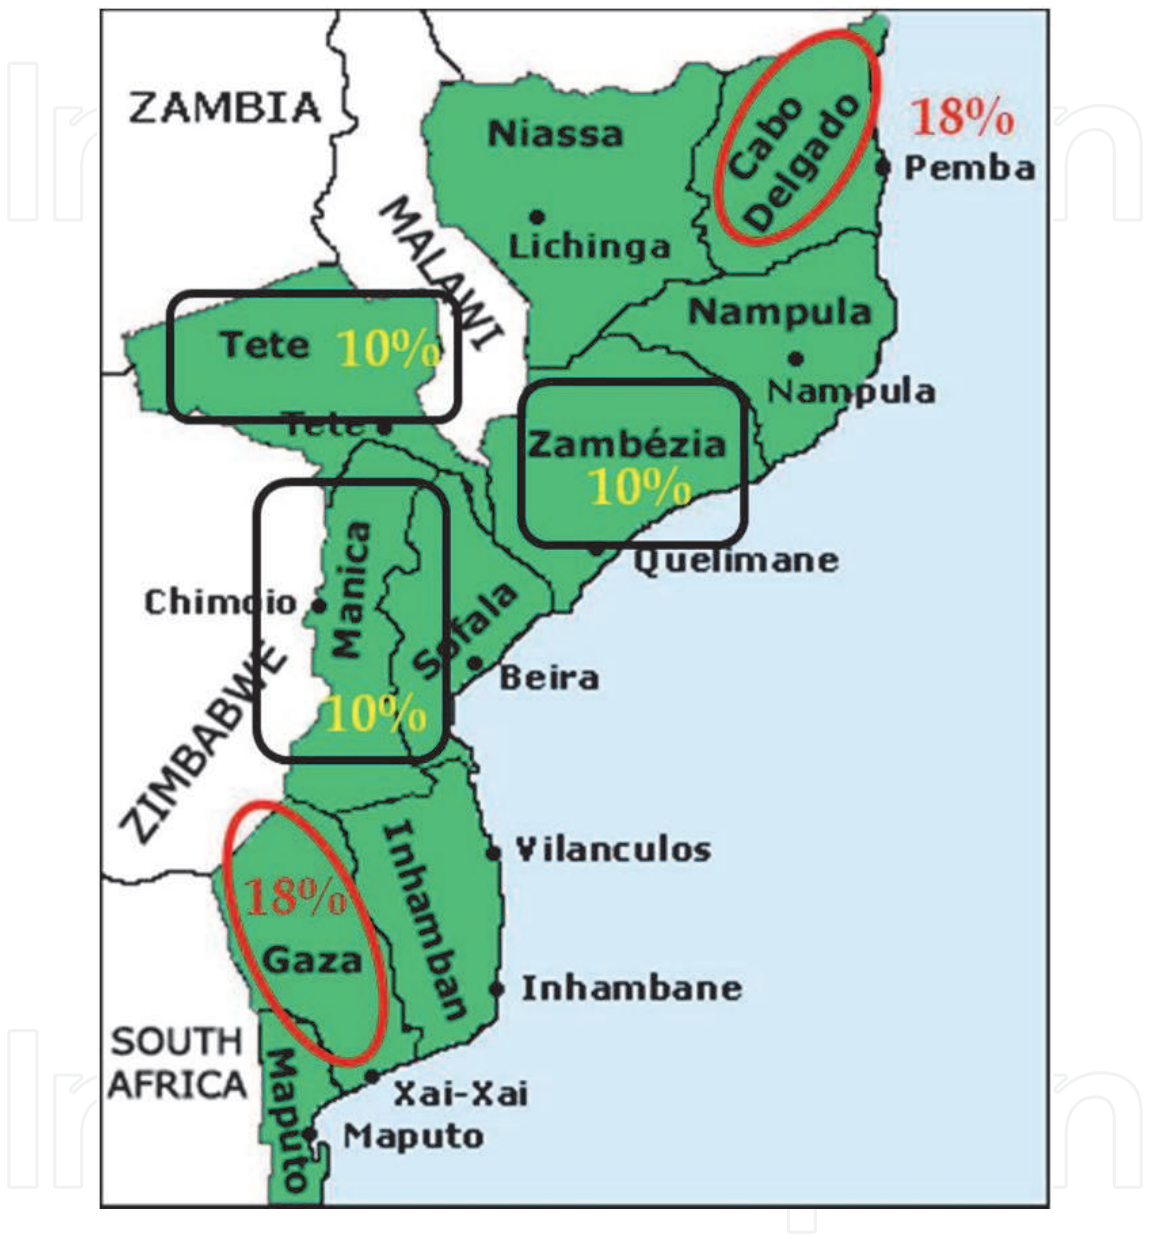 ZAMBIA
Niassa
Cabo
Delgado
18%
Pemba
MALAWI
Lichinga
Nampula
Tete 10%
Nampula
Tete
Zambézia
10%
Manica
Quelimane
Chimoio
Sofala
Beira
10%
ZIMBABWE
Inhamban
Vilanculos
18%
Gaza
Inhambane
SOUTH
AFRICA
Maputo
Xai-Xai
Maputo